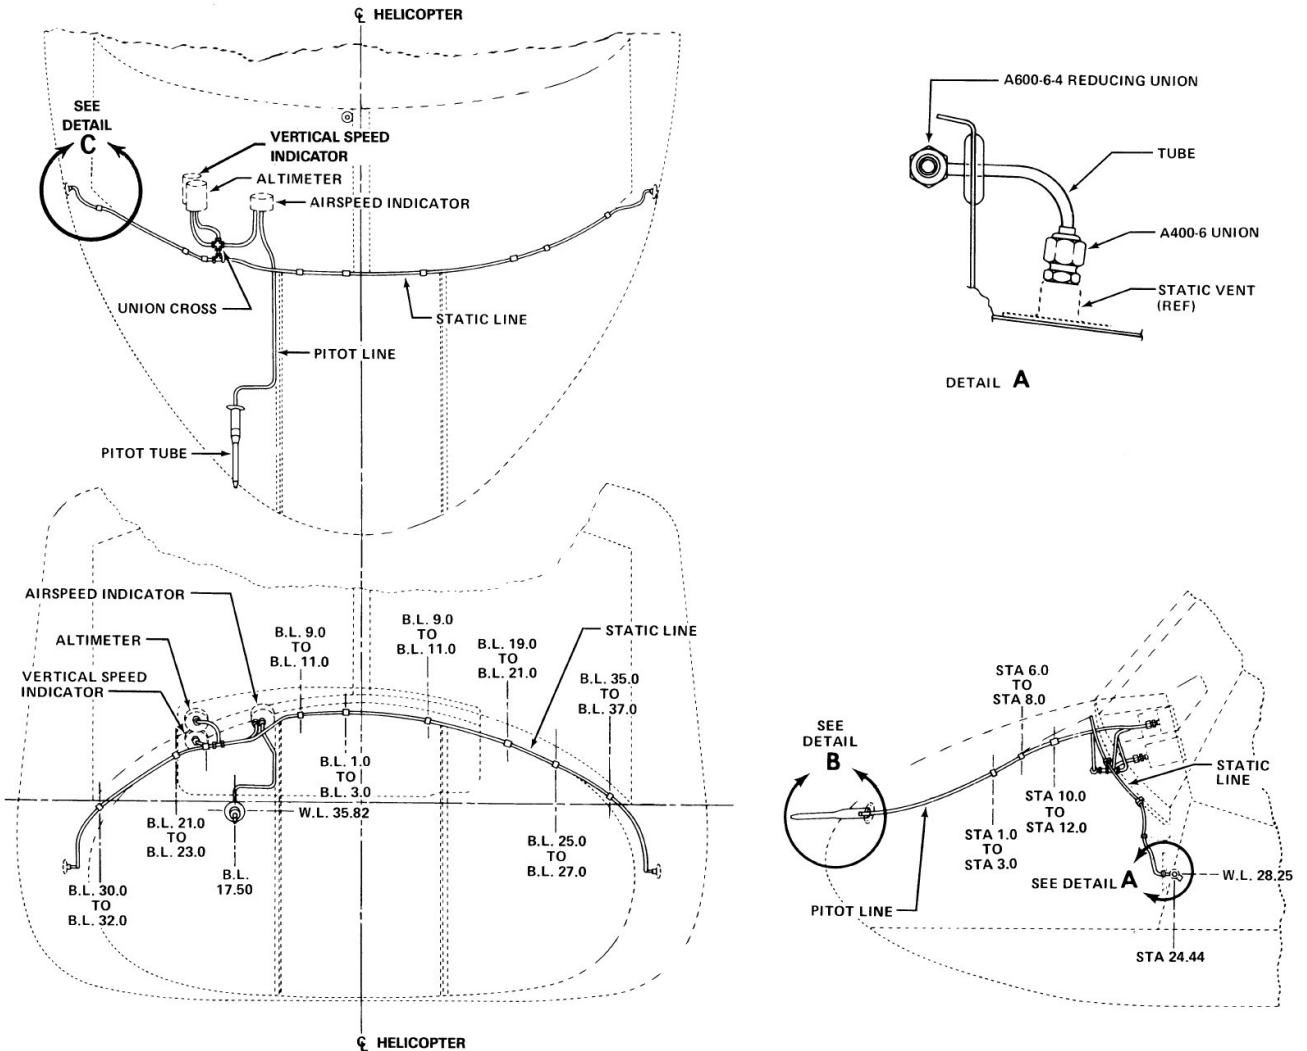 ℄ HELICOPTER
SEE
DETAIL
C
VERTICAL SPEED
INDICATOR
ALTIMETER
AIRSPEED INDICATOR
UNION CROSS
STATIC LINE
PITOT LINE
PITOT TUBE
A600-6-4 REDUCING UNION
TUBE
A400-6 UNION
STATIC VENT
(REF)
DETAIL A
AIRSPEED INDICATOR
ALTIMETER
VERTICAL SPEED
INDICATOR
B.L. 9.0
TO
B.L. 11.0
B.L. 9.0
TO
B.L. 11.0
B.L. 19.0
TO
B.L. 21.0
STATIC LINE
B.L. 35.0
TO
B.L. 37.0
B.L. 1.0
TO
B.L. 3.0
W.L. 35.82
B.L. 21.0
TO
B.L. 23.0
B.L.
17.50
B.L. 30.0
TO
B.L. 32.0
B.L. 25.0
TO
B.L. 27.0
℄ HELICOPTER
STA 6.0
TO
STA 8.0
SEE
DETAIL
B
STATIC
LINE
STA 10.0
TO
STA 12.0
STA 1.0
TO
STA 3.0
SEE DETAIL A
W.L. 28.25
PITOT LINE
STA 24.44